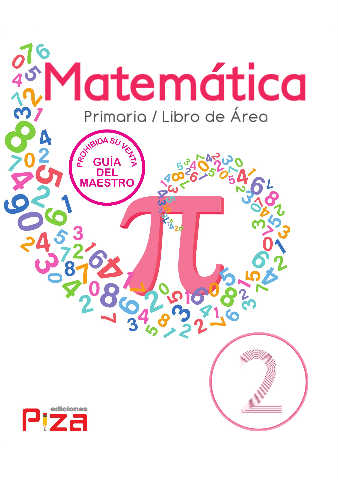 Matemática
Primaria / Libro de Área
PROHIBIDA SU VENTA
GUÍA
DEL
MAESTRO
π
2
ediciones
Piza